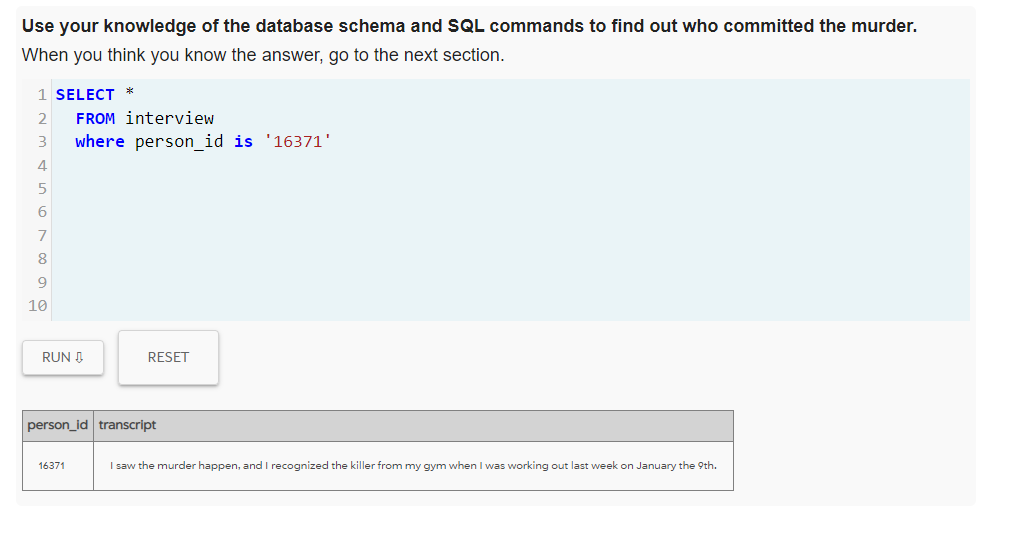 Use your knowledge of the database schema and SQL commands to find out who committed the murder.
When you think you know the answer, go to the next section.
1 SELECT *
2 FROM interview
3 where person_id is '16371'
4
5
6
7
8
9
10
RUN ⇩ RESET
person_id transcript
16371 I saw the murder happen, and I recognized the killer from my gym when I was working out last week on January the 9th.